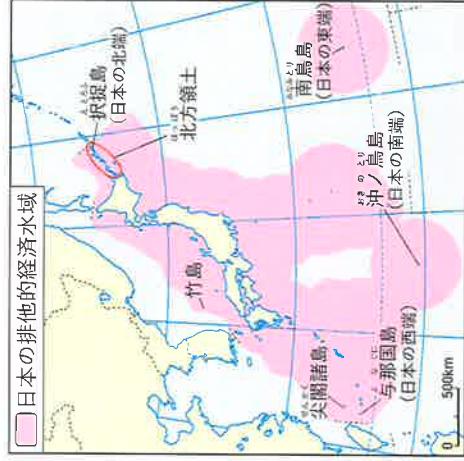 日本の排他的経済水域
えとろふ
択捉島
(日本の北端)
ほっぽう
北方領土
竹島
みなみとり
南鳥島
(日本の東端)
おきのとり
沖ノ鳥島
(日本の南端)
せんかく
尖閣諸島
よなぐに
与那国島
(日本の西端)
0 500km